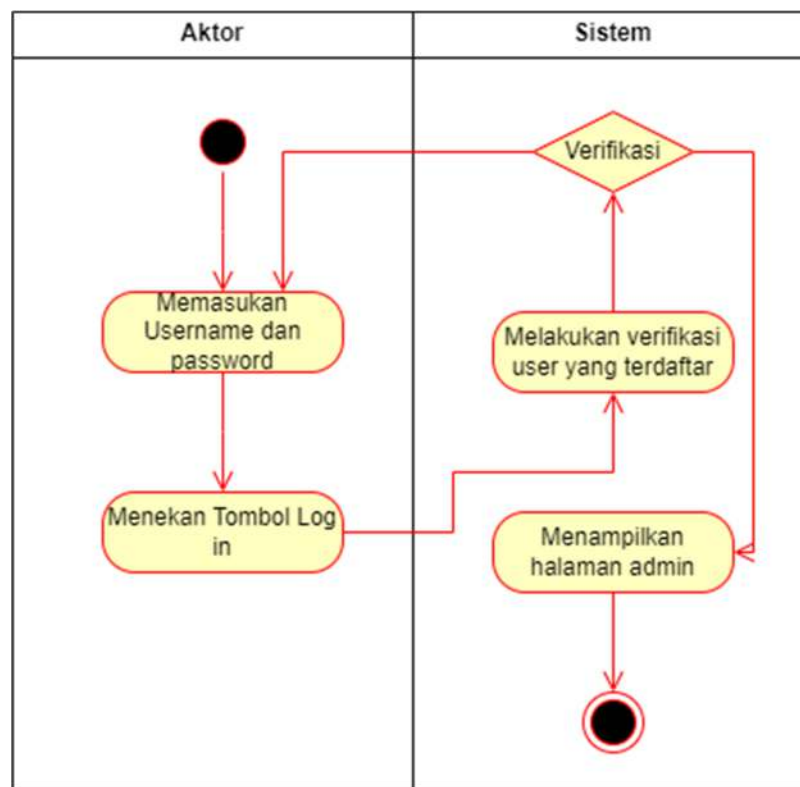 Aktor
Sistem
Verifikasi
Memasukan
Username dan
password
Melakukan verifikasi
user yang terdaftar
Menekan Tombol Log
in
Menampilkan
halaman admin